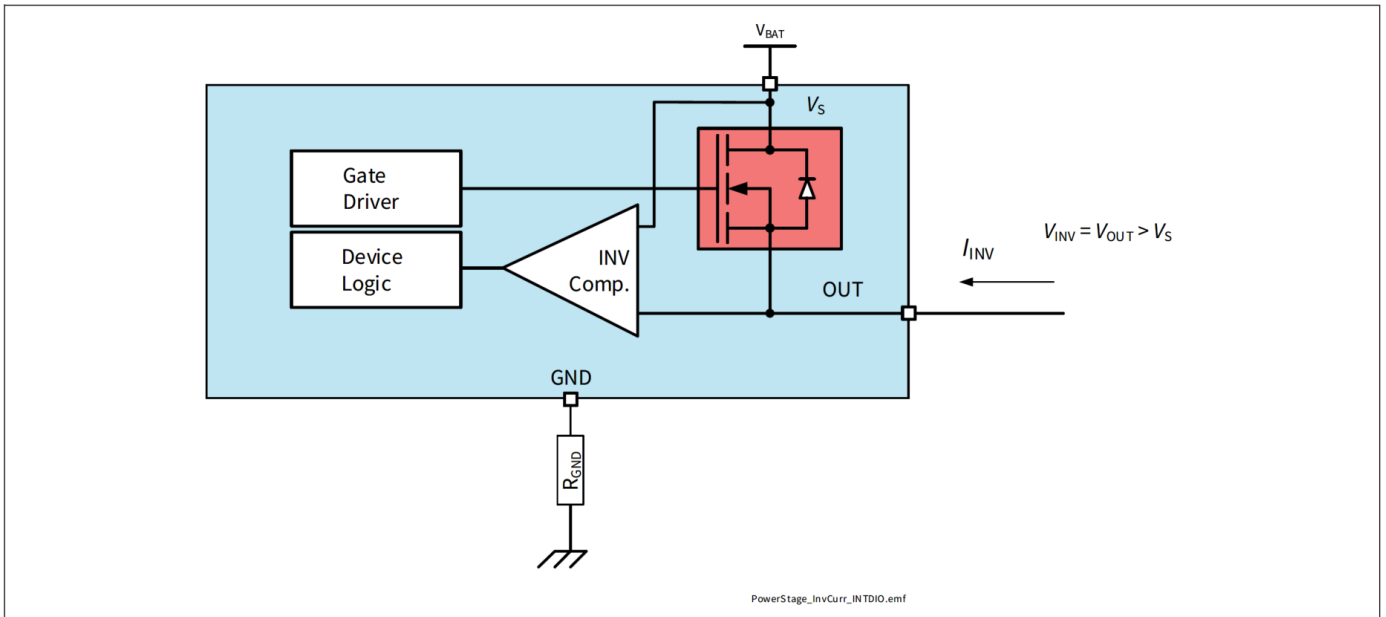 VBAT
VS
Gate
Driver
Device
Logic
INV
Comp.
OUT
IINV
VINV = VOUT > VS
GND
RGND
PowerStage_InvCurr_INTDIO.emf